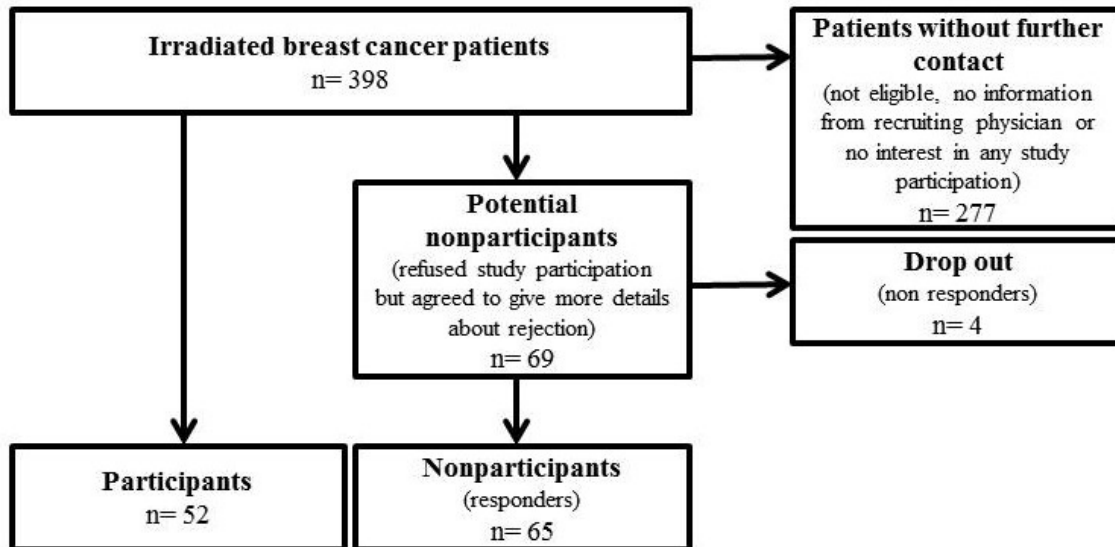 Irradiated breast cancer patients
n= 398
Patients without further
contact
(not eligible, no information
from recruiting physician or
no interest in any study
participation)
n= 277
Potential
nonparticipants
(refused study participation
but agreed to give more details
about rejection)
n= 69
Drop out
(non responders)
n= 4
Participants
n= 52
Nonparticipants
(responders)
n= 65